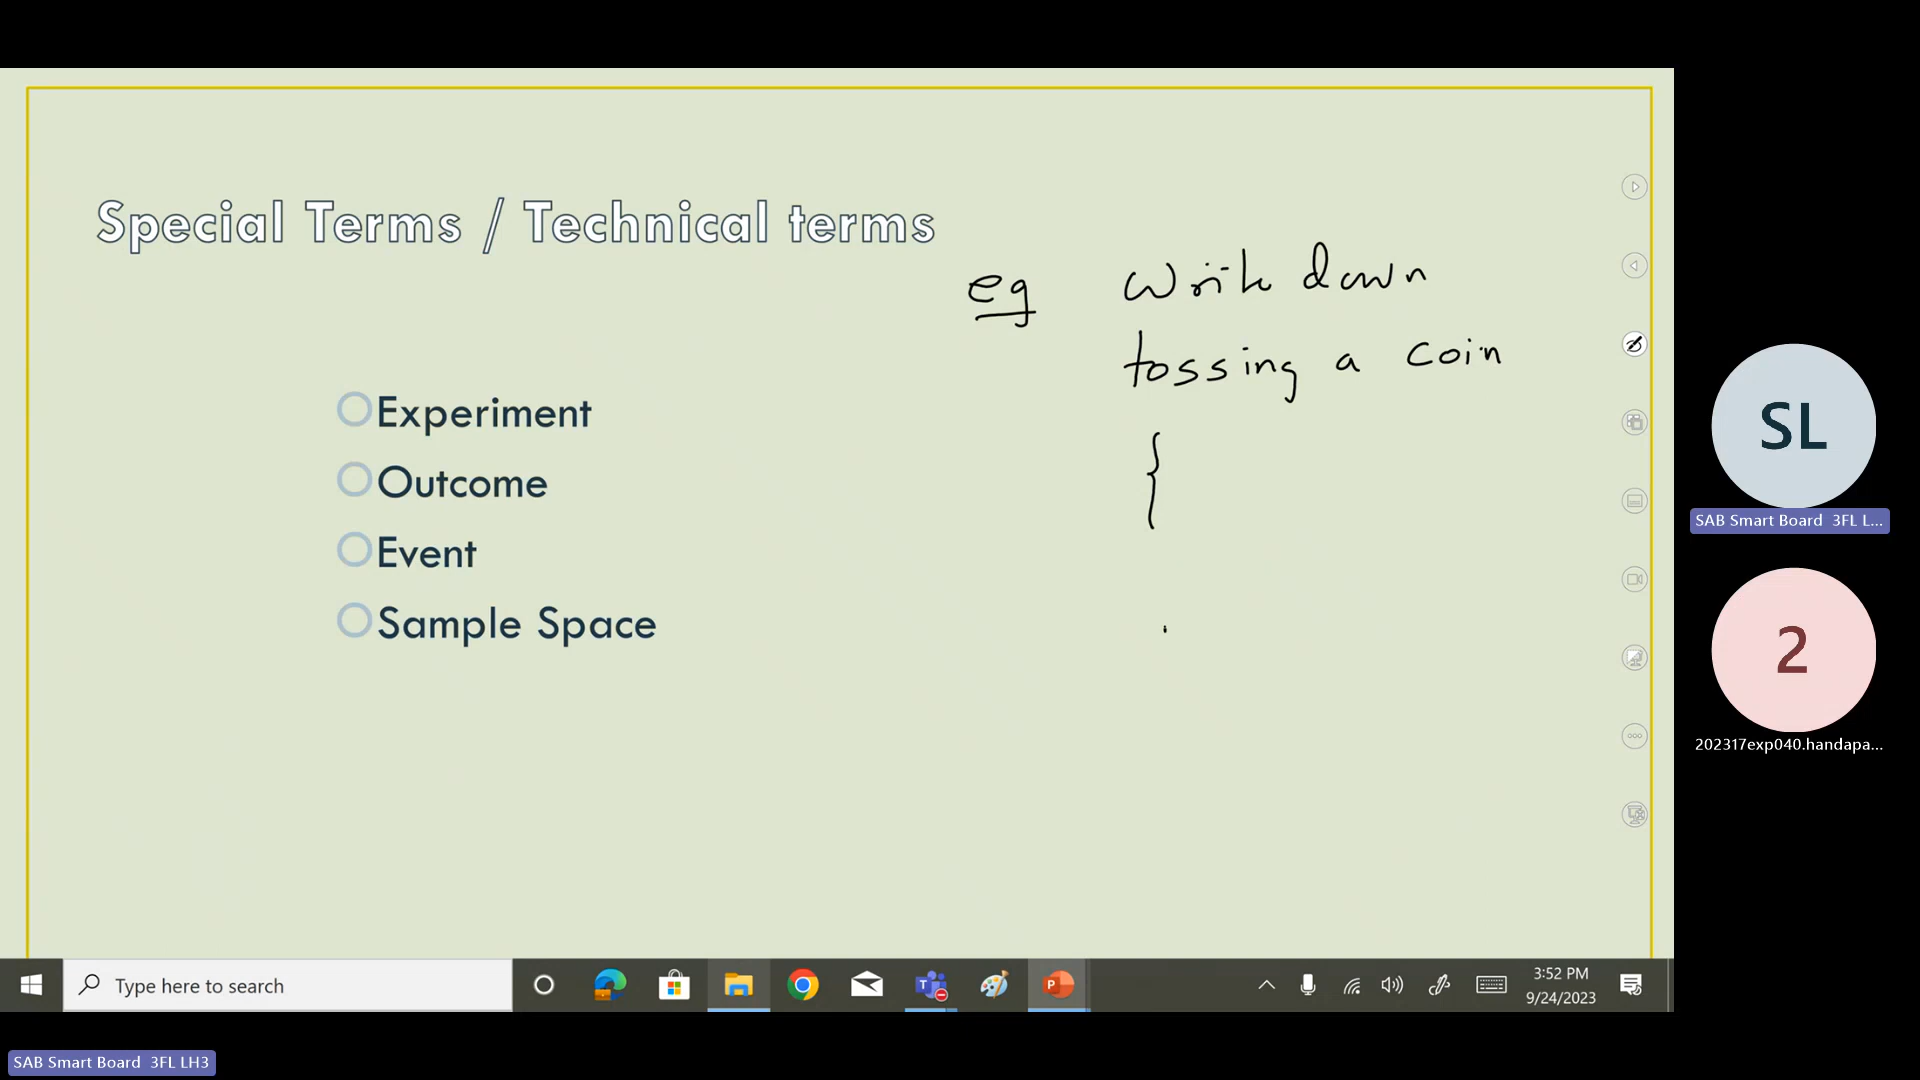 Special Terms / Technical terms
eg Write down
tossing a coin
{
Experiment
Outcome
Event
Sample Space
SL
SAB Smart Board 3FL L...
2
202317exp040.handapa...
Type here to search
3:52 PM
9/24/2023
SAB Smart Board 3FL LH3